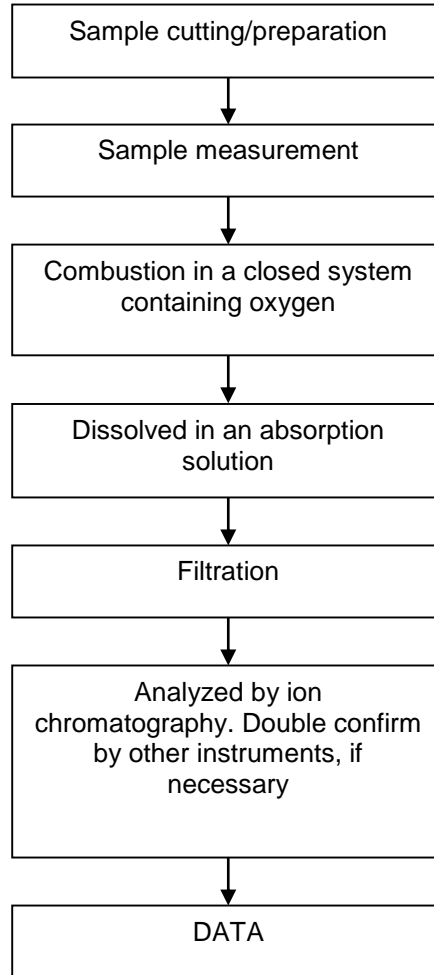 Sample cutting/preparation
Sample measurement
Combustion in a closed system
containing oxygen
Dissolved in an absorption
solution
Filtration
Analyzed by ion
chromatography. Double confirm
by other instruments, if
necessary
DATA